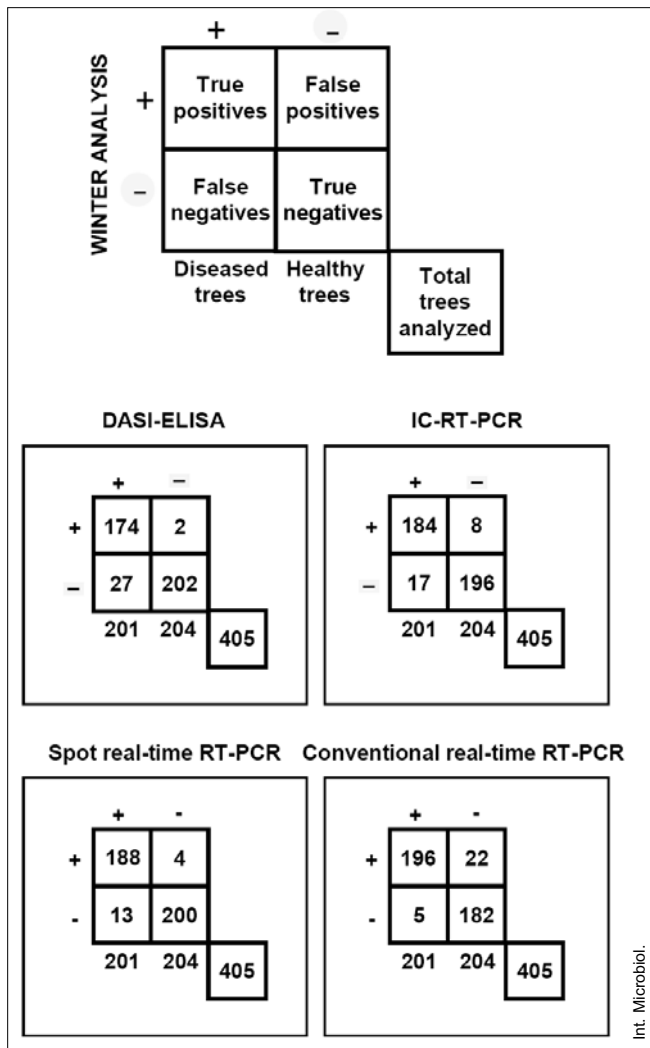 + –
WINTER ANALYSIS
+
True positives
False positives
–
False negatives
True negatives
Diseased trees
Healthy trees
Total trees analyzed
DASI-ELISA
+ –
+ 174 2
– 27 202
201 204
405
IC-RT-PCR
+ –
+ 184 8
– 17 196
201 204
405
Spot real-time RT-PCR
+ -
+ 188 4
- 13 200
201 204
405
Conventional real-time RT-PCR
+ -
+ 196 22
- 5 182
201 204
405
Int. Microbiol.